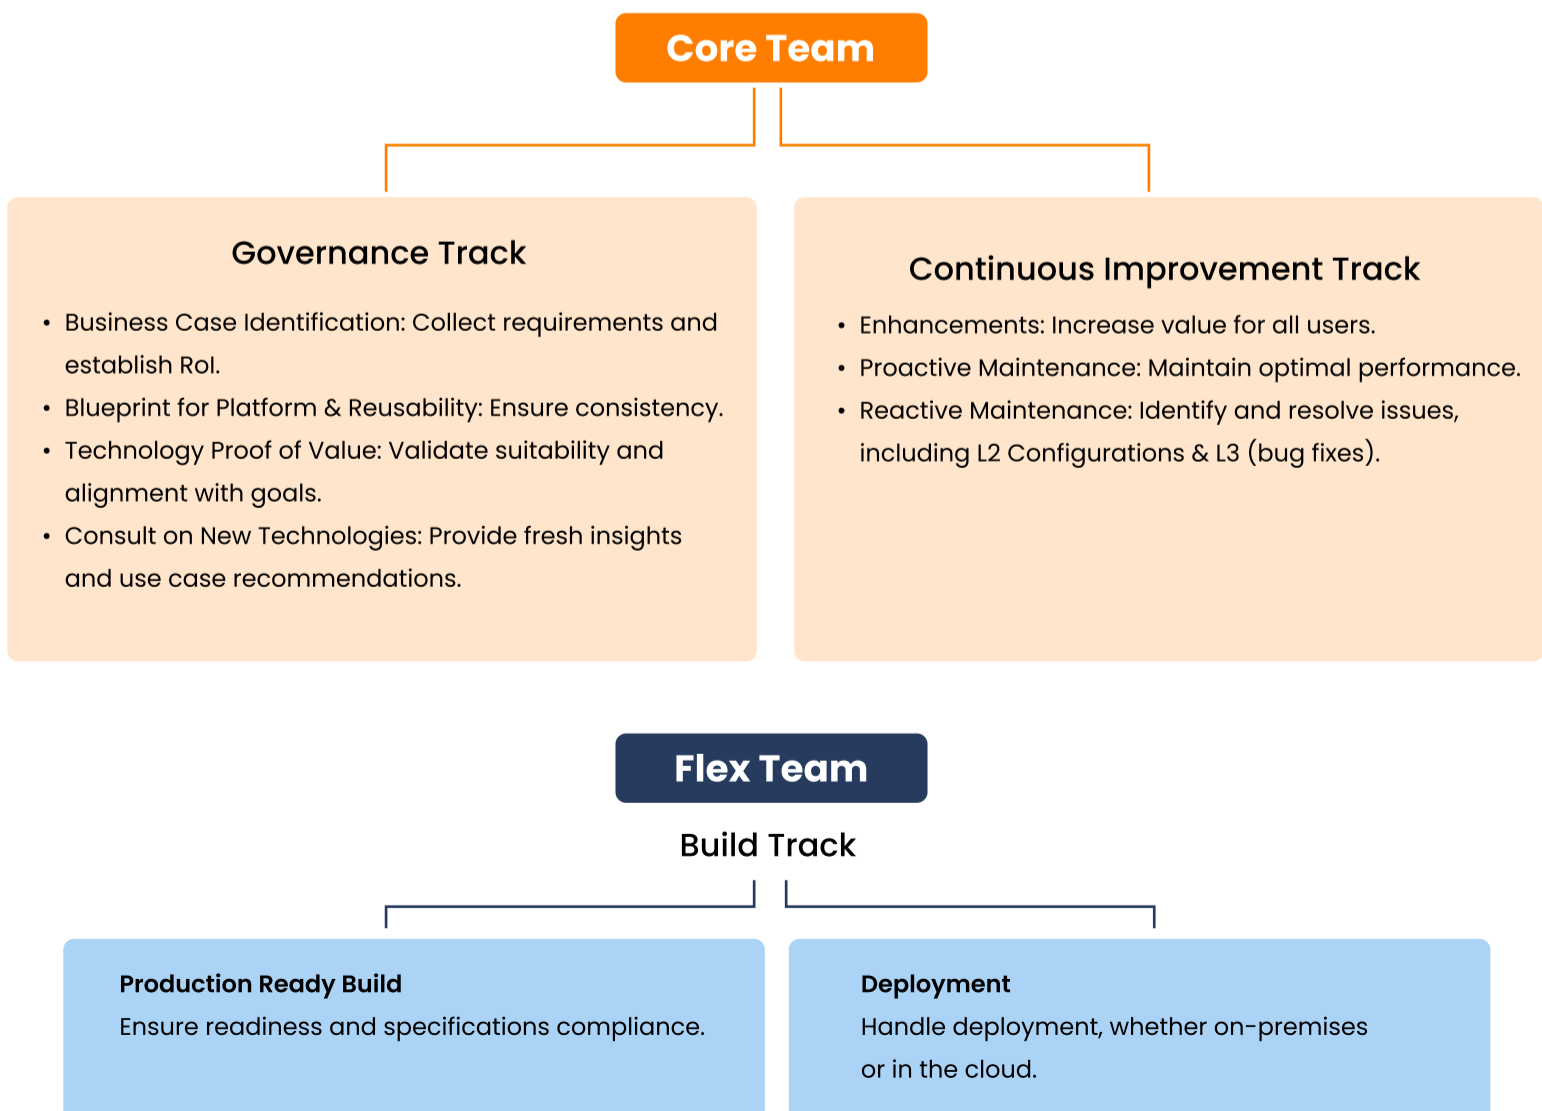 Core Team
Governance Track
• Business Case Identification: Collect requirements and
establish RoI.
• Blueprint for Platform & Reusability: Ensure consistency.
• Technology Proof of Value: Validate suitability and
alignment with goals.
• Consult on New Technologies: Provide fresh insights
and use case recommendations.
Continuous Improvement Track
• Enhancements: Increase value for all users.
• Proactive Maintenance: Maintain optimal performance.
• Reactive Maintenance: Identify and resolve issues,
including L2 Configurations & L3 (bug fixes).
Flex Team
Build Track
Production Ready Build
Ensure readiness and specifications compliance.
Deployment
Handle deployment, whether on-premises
or in the cloud.